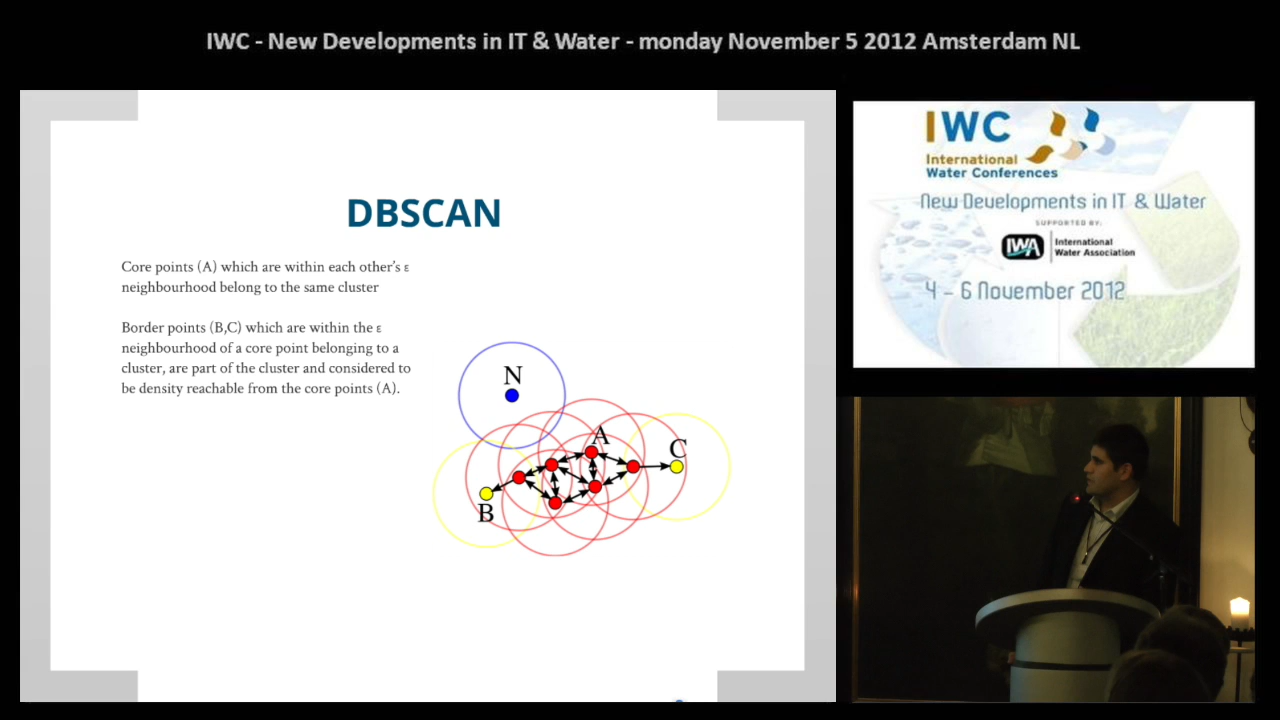 IWC - New Developments in IT & Water - monday November 5 2012 Amsterdam NL
DBSCAN
Core points (A) which are within each other's ε
neighbourhood belong to the same cluster
Border points (B,C) which are within the ε
neighbourhood of a core point belonging to a
cluster, are part of the cluster and considered to
be density reachable from the core points (A).
N
A
C
B
IWC
International
Water Conferences
New Developments in IT & Water
SUPPORTED BY:
IWA
International
Water Association
4 – 6 November 2012